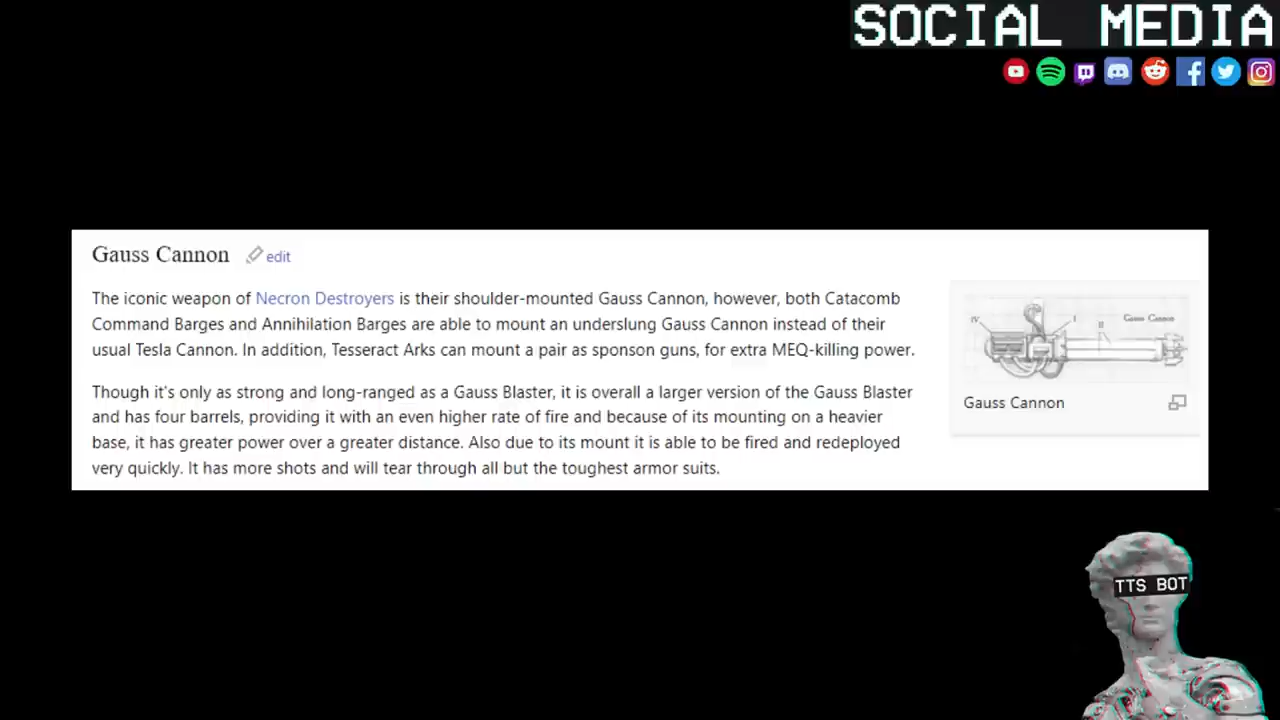 SOCIAL MEDIA
Gauss Cannon edit
The iconic weapon of Necron Destroyers is their shoulder-mounted Gauss Cannon, however, both Catacomb
Command Barges and Annihilation Barges are able to mount an underslung Gauss Cannon instead of their
usual Tesla Cannon. In addition, Tesseract Arks can mount a pair as sponson guns, for extra MEQ-killing power.
Though it's only as strong and long-ranged as a Gauss Blaster, it is overall a larger version of the Gauss Blaster
and has four barrels, providing it with an even higher rate of fire and because of its mounting on a heavier
base, it has greater power over a greater distance. Also due to its mount it is able to be fired and redeployed
very quickly. It has more shots and will tear through all but the toughest armor suits.
IV
I
II
Gauss Cannon
Gauss Cannon
TTS BOT